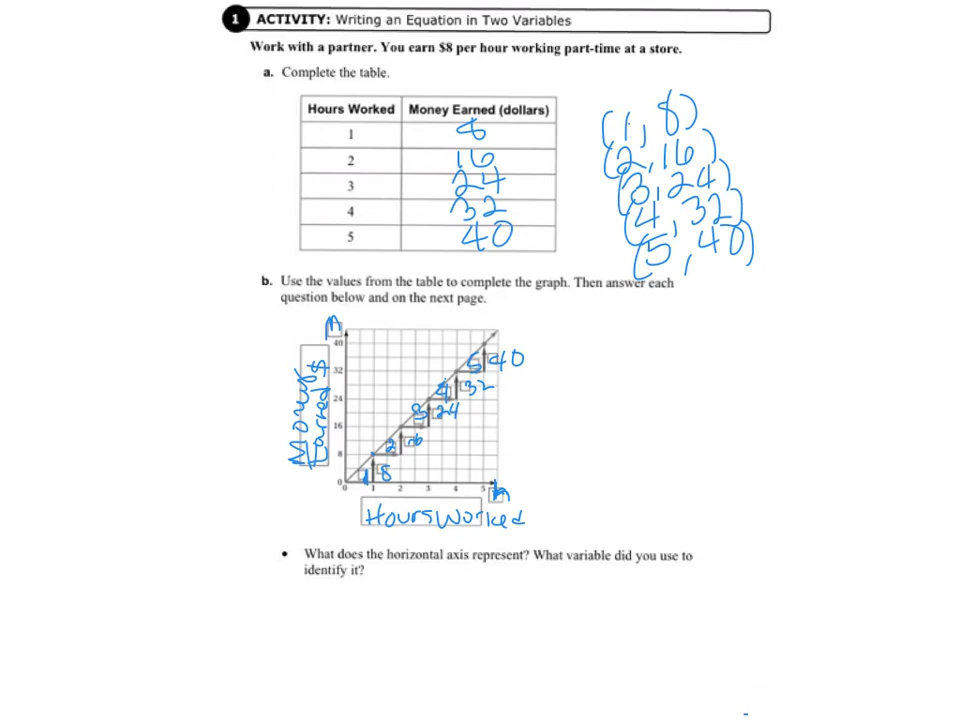 1 ACTIVITY: Writing an Equation in Two Variables
Work with a partner. You earn $8 per hour working part-time at a store.
a. Complete the table.
Hours Worked Money Earned (dollars)
1 8
2 16
3 24
4 32
5 40
(1, 8)
(2, 16)
(3, 24)
(4, 32)
(5, 40)
b. Use the values from the table to complete the graph. Then answer each
question below and on the next page.
Money
Earned $
40
32
24
16
8
0
5 40
4 32
3 24
2 16
1 8
0 1 2 3 4 5 h
Hours Worked
• What does the horizontal axis represent? What variable did you use to
identify it?